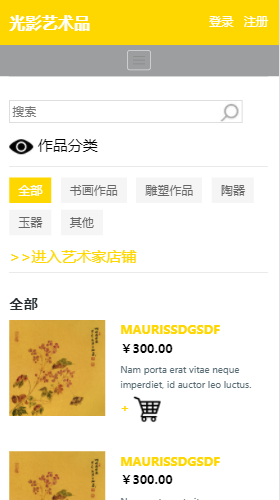 光影艺术品
登录 注册
搜索
作品分类
全部 书画作品 雕塑作品 陶器
玉器 其他
>>进入艺术家店铺
全部
MAURISSDGSDF
￥300.00
Nam porta erat vitae neque
imperdiet, id auctor leo luctus.
+
MAURISSDGSDF
￥300.00